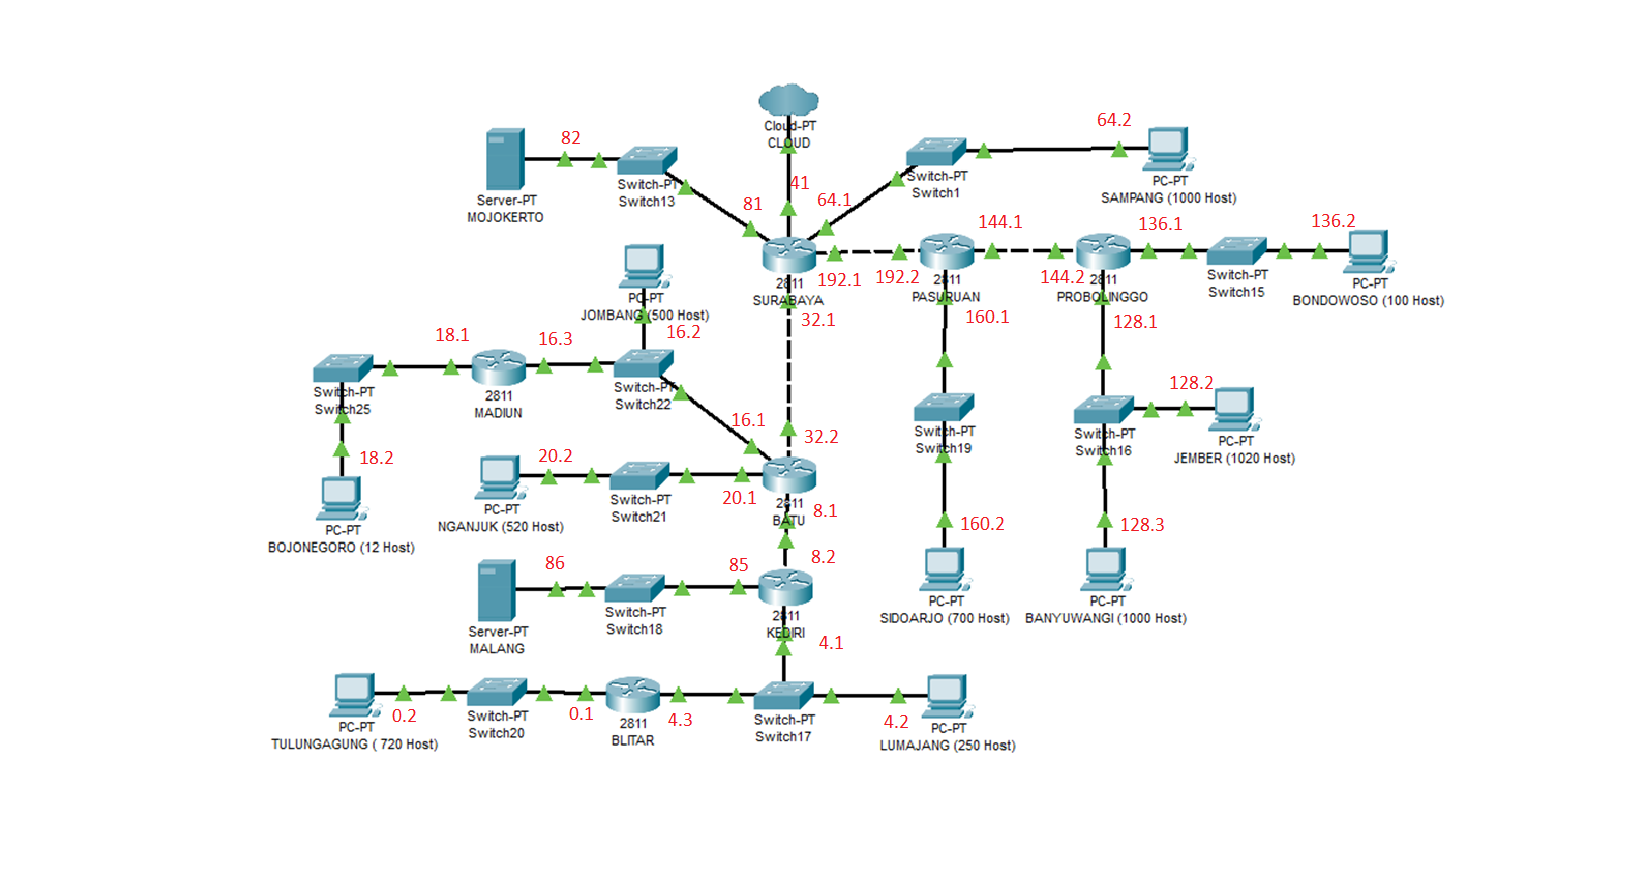 Cloud-PT
CLOUD
82
Server-PT
MOJOKERTO
Switch-PT
Switch13
81
41
64.1
Switch-PT
Switch1
64.2
PC-PT
SAMPANG (1000 Host)
2811
SURABAYA
192.1
192.2
2811
PASURUAN
144.1
144.2
2811
PROBOLINGGO
136.1
Switch-PT
Switch15
136.2
PC-PT
BONDOWOSO (100 Host)
PC-PT
JOMBANG (500 Host)
32.1
160.1
128.1
18.1
16.3
16.2
Switch-PT
Switch25
2811
MADIUN
Switch-PT
Switch22
16.1
32.2
Switch-PT
Switch19
Switch-PT
Switch16
128.2
PC-PT
JEMBER (1020 Host)
18.2
PC-PT
BOJONEGORO (12 Host)
20.2
PC-PT
NGANJUK (520 Host)
Switch-PT
Switch21
20.1
2811
BATU
8.1
8.2
160.2
128.3
86
Server-PT
MALANG
Switch-PT
Switch18
85
2811
KEDIRI
4.1
PC-PT
SIDOARJO (700 Host)
PC-PT
BANYUWANGI (1000 Host)
PC-PT
TULUNGAGUNG ( 720 Host)
0.2
Switch-PT
Switch20
0.1
2811
BLITAR
4.3
Switch-PT
Switch17
4.2
PC-PT
LUMAJANG (250 Host)